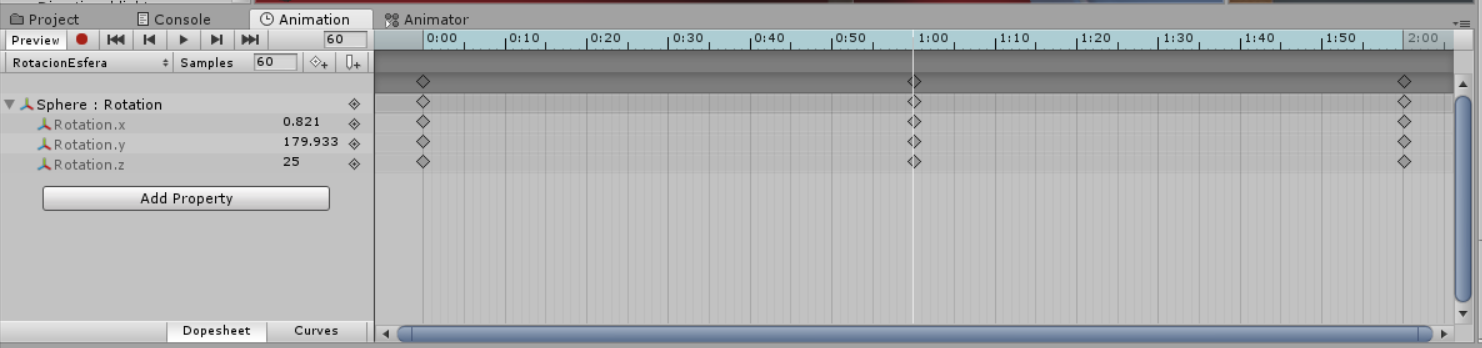 Project Console Animation Animator
Preview 60 0:00 0:10 0:20 0:30 0:40 0:50 1:00 1:10 1:20 1:30 1:40 1:50 2:00
RotacionEsfera Samples 60
Sphere : Rotation
Rotation.x 0.821
Rotation.y 179.933
Rotation.z 25
Add Property
Dopesheet Curves